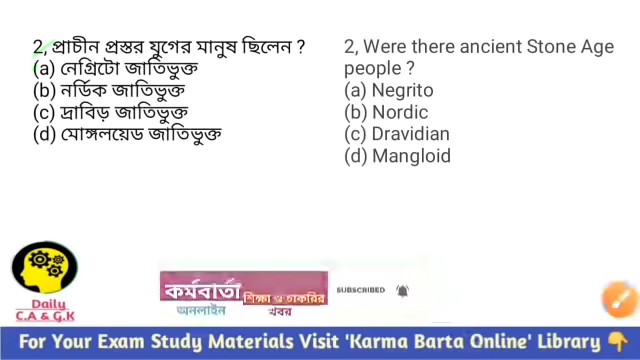 2, প্রাচীন প্রস্তর যুগের মানুষ ছিলেন ?
(a) নেগ্রিটো জাতিভুক্ত
(b) নর্ডিক জাতিভুক্ত
(c) দ্রাবিড় জাতিভুক্ত
(d) মোঙ্গলয়েড জাতিভুক্ত
2, Were there ancient Stone Age
people ?
(a) Negrito
(b) Nordic
(c) Dravidian
(d) Mangloid
Daily
C.A & G.K
কর্মবার্তা
অনলাইন
শিক্ষা ও চাকরির
খবর
SUBSCRIBED
For Your Exam Study Materials Visit 'Karma Barta Online' Library